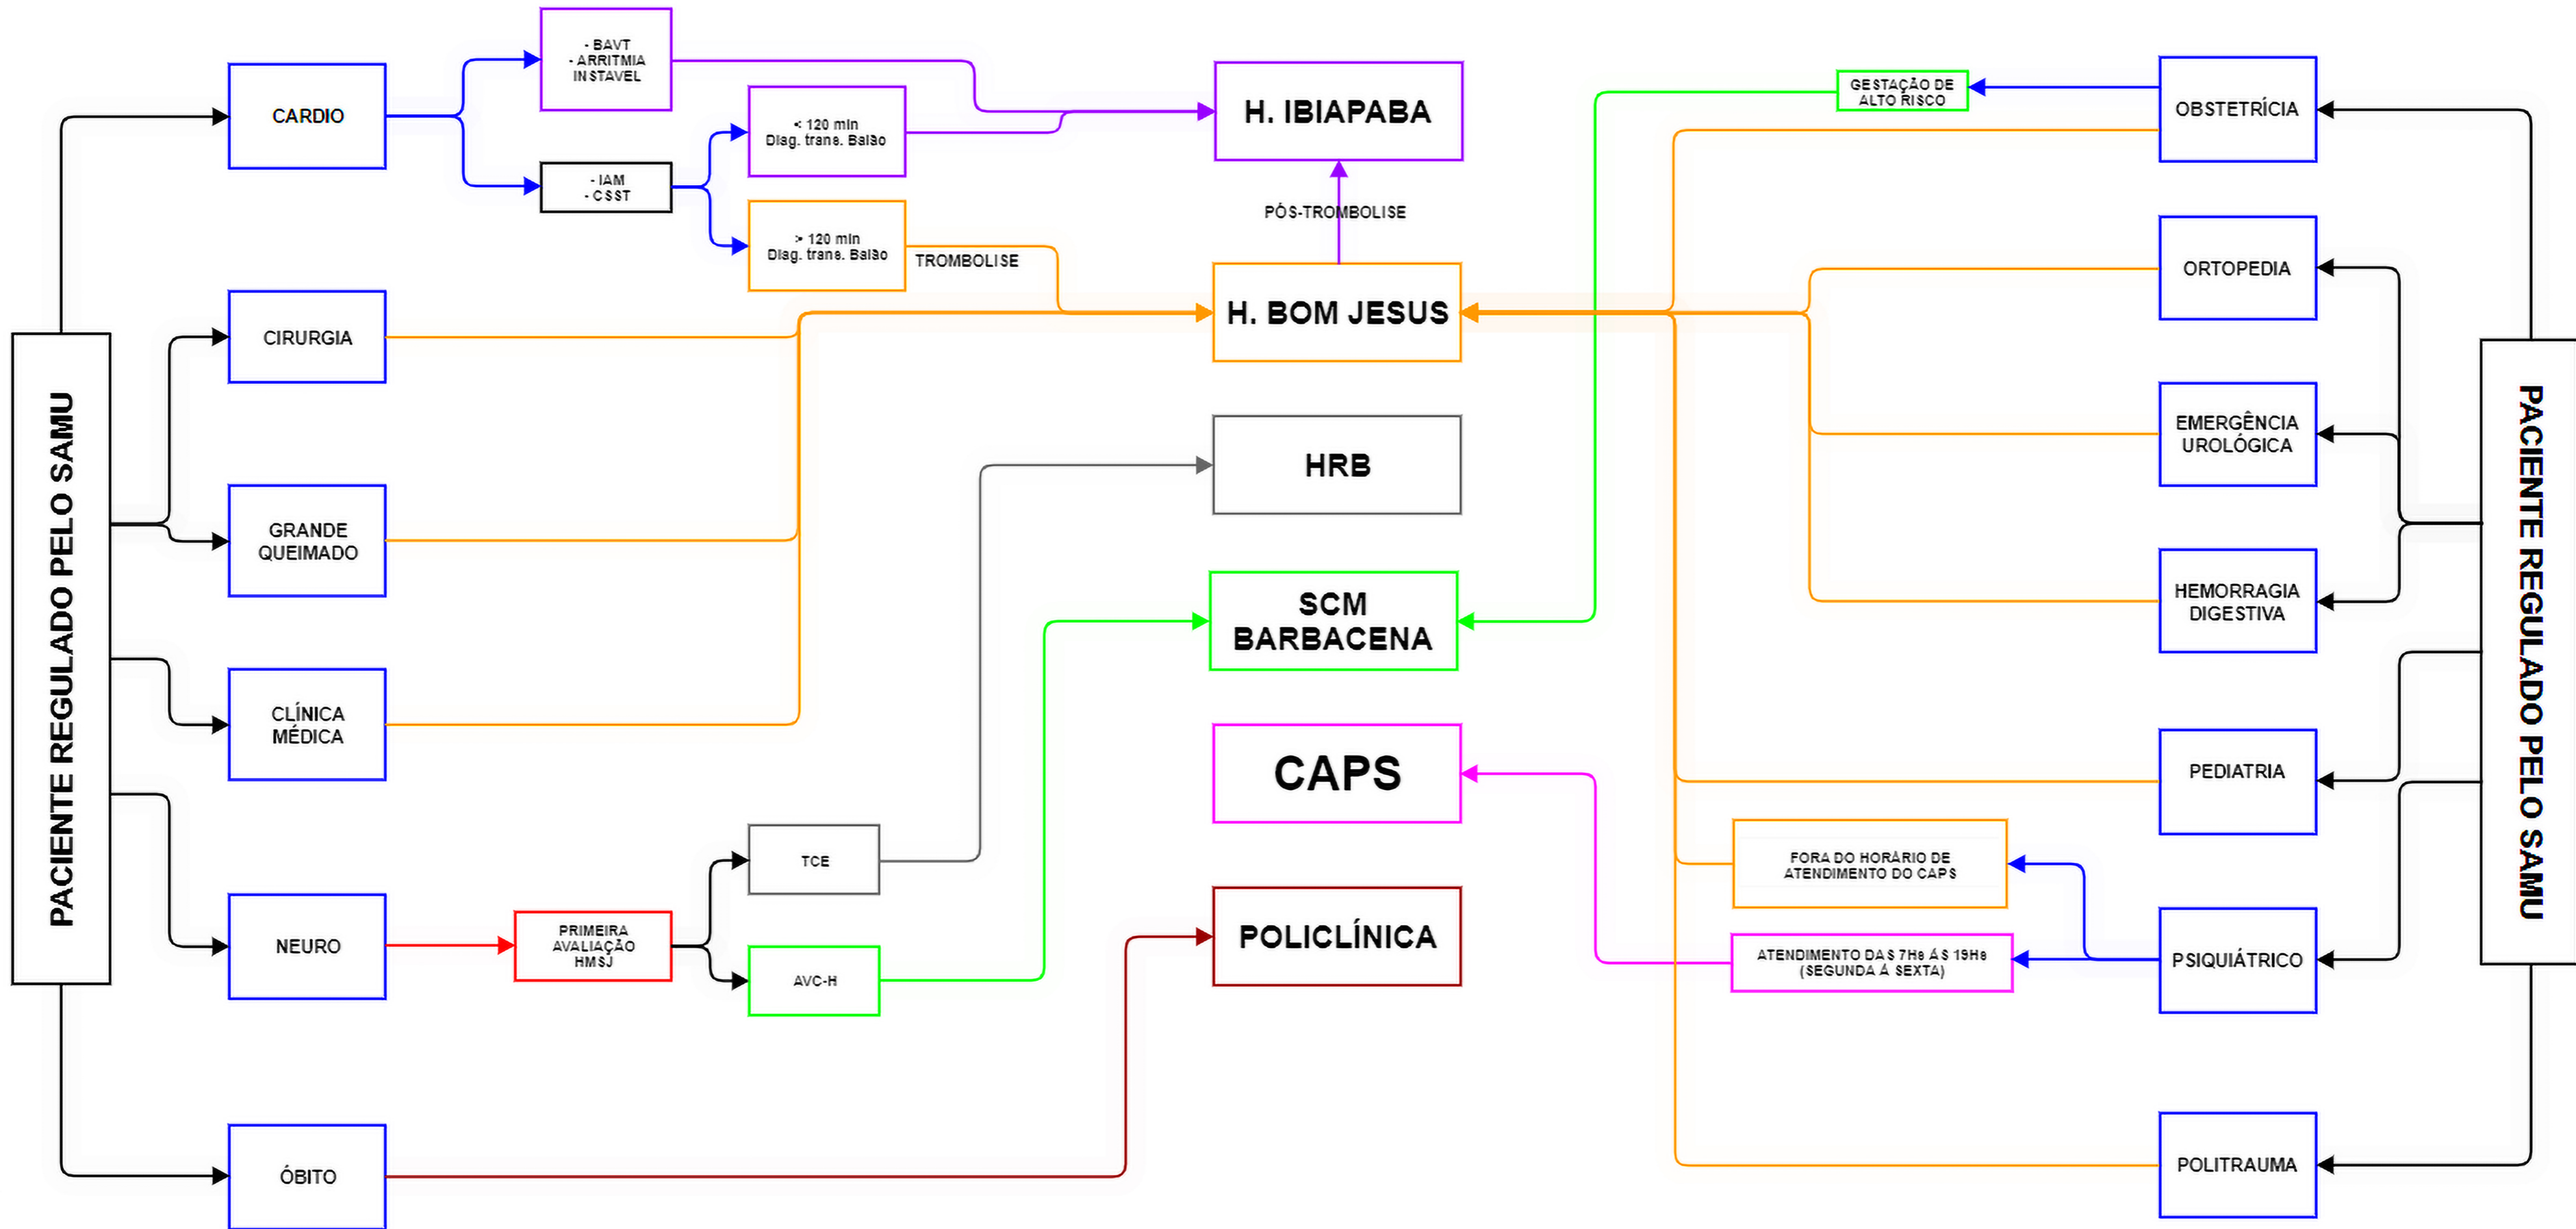 PACIENTE REGULADO PELO SAMU
CARDIO
- BAVT
- ARRITMIA
INSTAVEL
- IAM
- CSST
< 120 min
Diag. trans. Balão
> 120 min
Diag. trans. Balão
TROMBOLISE
CIRURGIA
GRANDE
QUEIMADO
CLÍNICA
MÉDICA
NEURO
PRIMEIRA
AVALIAÇÃO
HMSJ
TCE
AVC-H
ÓBITO
H. IBIAPABA
PÓS-TROMBOLISE
H. BOM JESUS
HRB
SCM
BARBACENA
CAPS
POLICLÍNICA
GESTAÇÃO DE
ALTO RISCO
OBSTETRÍCIA
ORTOPEDIA
EMERGÊNCIA
UROLÓGICA
HEMORRAGIA
DIGESTIVA
PEDIATRIA
FORA DO HORÁRIO DE
ATENDIMENTO DO CAPS
ATENDIMENTO DAS 7Hs ÁS 19Hs
(SEGUNDA Á SEXTA)
PSIQUIÁTRICO
POLITRAUMA
PACIENTE REGULADO PELO SAMU